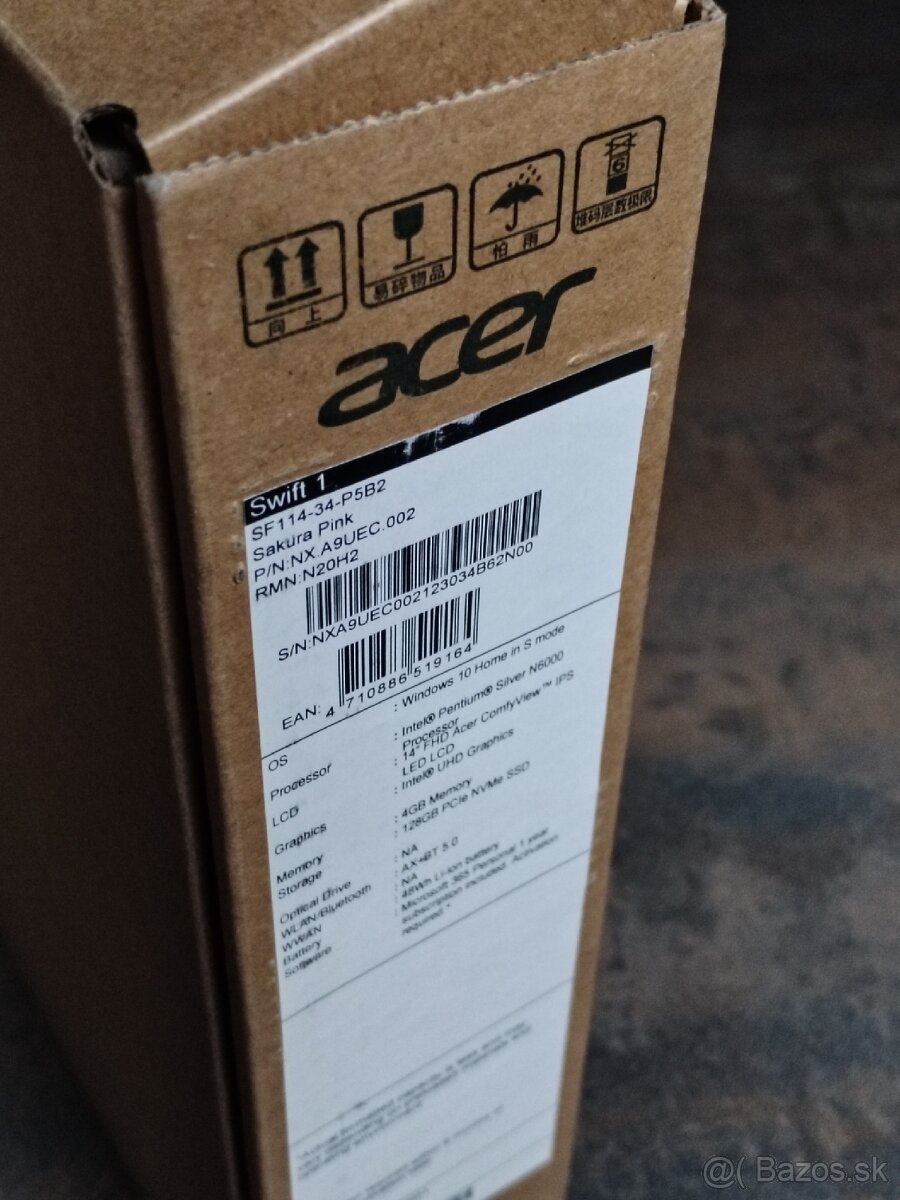 向 上
易碎物品
怕 雨
6
堆码层数极限
acer
Swift 1
SF114-34-P5B2
Sakura Pink
P/N:NX.A9UEC.002
RMN:N20H2
S/N:NXA9UEC002123034B62N00
EAN: 4 710886 519164
OS : Windows 10 Home in S mode
Processor : Intel® Pentium® Silver N6000
Processor
LCD : 14" FHD Acer ComfyView™ IPS
LED LCD
Graphics : Intel® UHD Graphics
Memory : 4GB Memory
Storage : 128GB PCIe NVMe SSD
Optical Drive : NA
WLAN/Bluetooth : AX+BT 5.0
WWAN : NA
Battery : 48Wh Li-ion battery
Software : Microsoft 365 Personal 1 year
subscription included. Activation
required.*
@( Bazos.sk